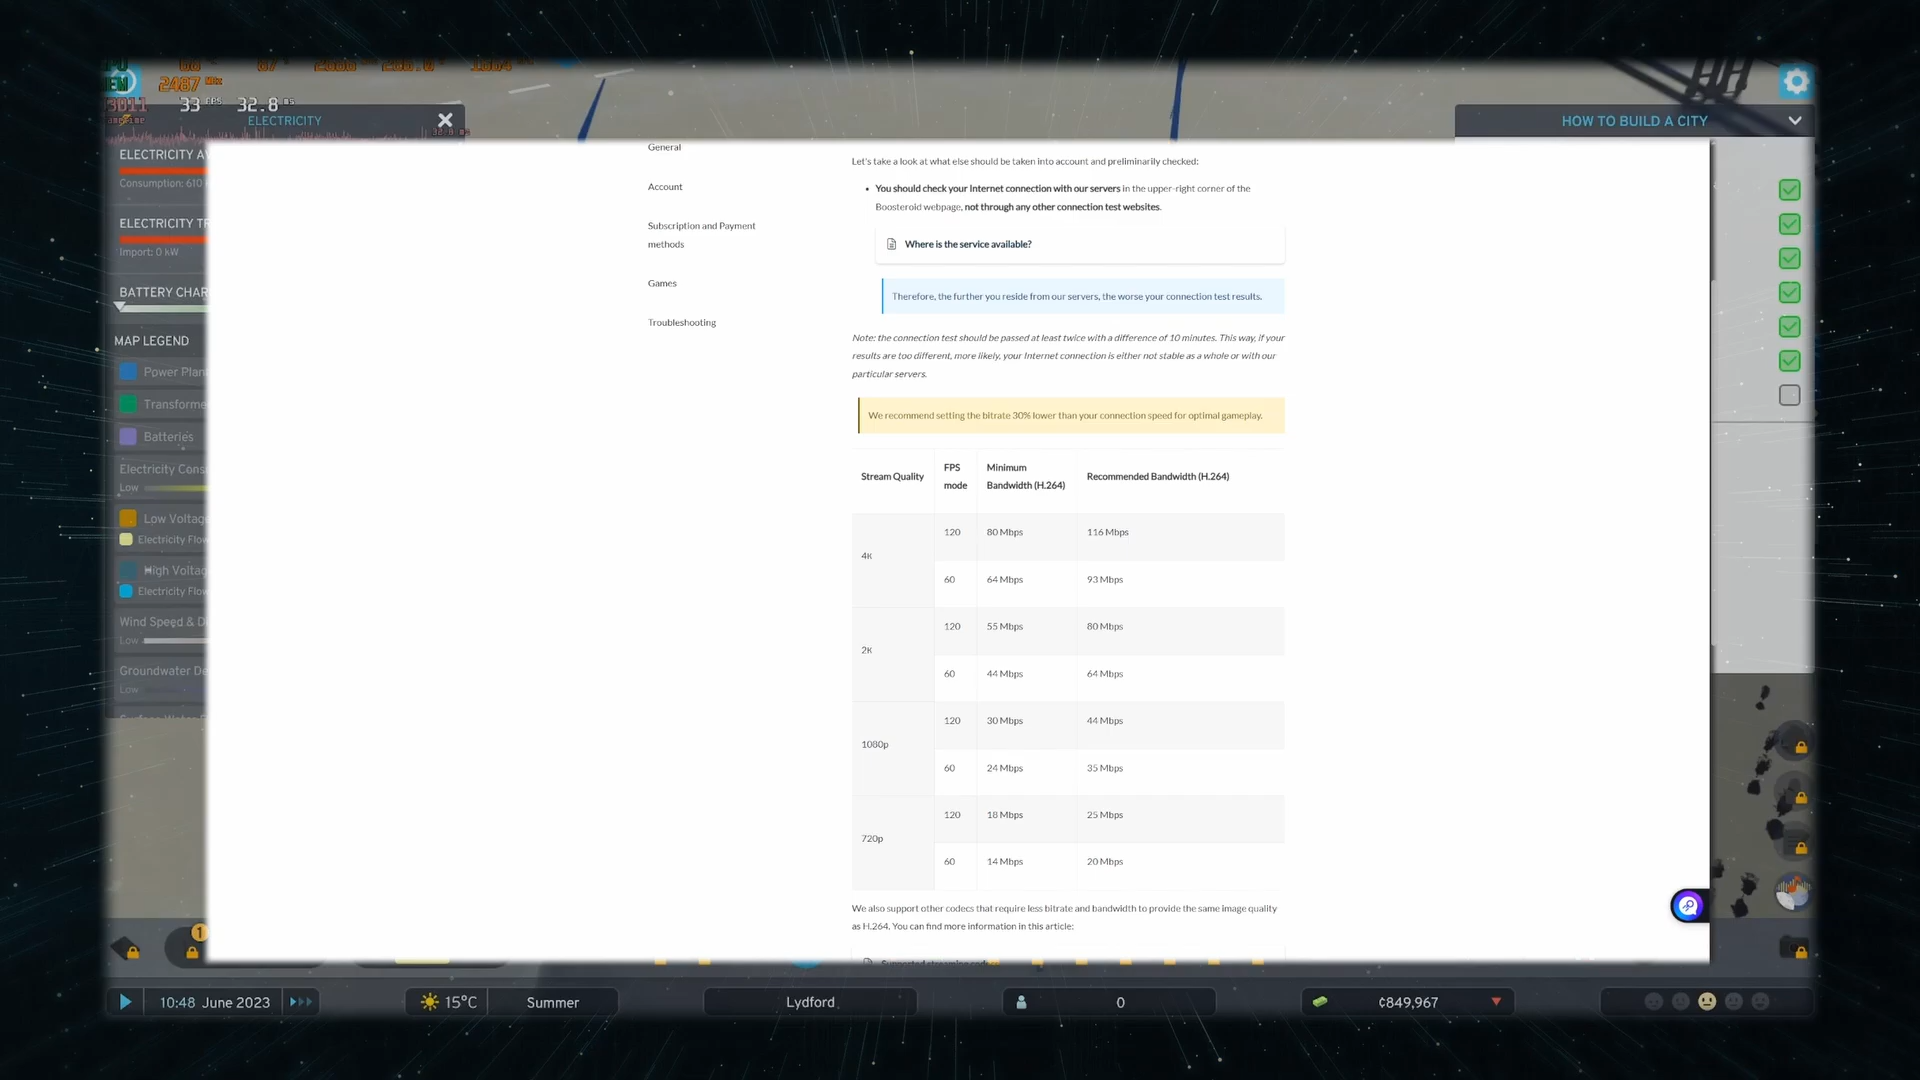 2487 MHz
33 FPS 32.8 ms
ELECTRICITY
HOW TO BUILD A CITY
ELECTRICITY AV
Consumption: 610
ELECTRICITY TR
Import: 0 kW
BATTERY CHAR
MAP LEGEND
Power Plan
Transforme
Batteries
Electricity Cons
Low
Low Voltag
Electricity Flow
High Voltag
Electricity Flow
Wind Speed & D
Low
Groundwater De
Low
General
Account
Subscription and Payment
methods
Games
Troubleshooting
Let's take a look at what else should be taken into account and preliminarily checked:
• You should check your Internet connection with our servers in the upper-right corner of the
Boosteroid webpage, not through any other connection test websites.
Where is the service available?
Therefore, the further you reside from our servers, the worse your connection test results.
Note: the connection test should be passed at least twice with a difference of 10 minutes. This way, if your
results are too different, more likely, your Internet connection is either not stable as a whole or with our
particular servers.
We recommend setting the bitrate 30% lower than your connection speed for optimal gameplay.
Stream Quality FPS mode Minimum Bandwidth (H.264) Recommended Bandwidth (H.264)
4K
120 80 Mbps 116 Mbps
60 64 Mbps 93 Mbps
2K
120 55 Mbps 80 Mbps
60 44 Mbps 64 Mbps
1080p
120 30 Mbps 44 Mbps
60 24 Mbps 35 Mbps
720p
120 18 Mbps 25 Mbps
60 14 Mbps 20 Mbps
We also support other codecs that require less bitrate and bandwidth to provide the same image quality
as H.264. You can find more information in this article:
1
10:48 June 2023
15°C
Summer
Lydford
0
¢849,967